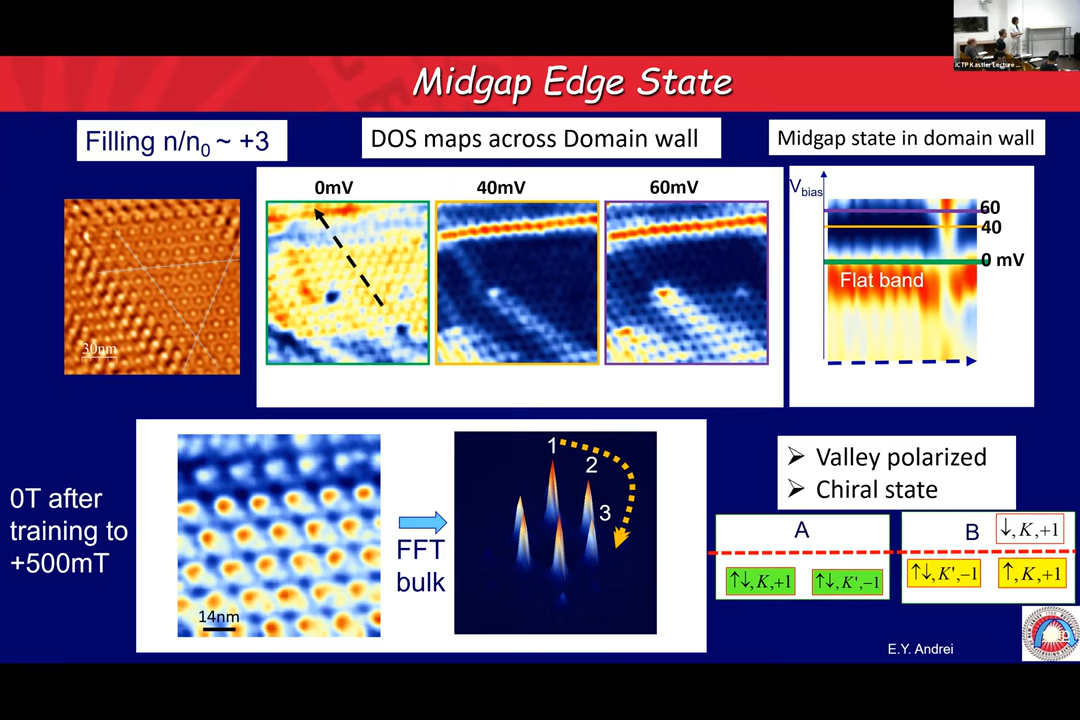 ICTP Kastler Lecture ...
Midgap Edge State
Filling n/n0 ~ +3
DOS maps across Domain wall
Midgap state in domain wall
0mV
40mV
60mV
30nm
Vbias
60
40
0 mV
Flat band
0T after
training to
+500mT
14nm
FFT
bulk
1
2
3
➢ Valley polarized
➢ Chiral state
A
↑↓, K, +1
↑↓, K', −1
B
↓, K, +1
↑↓, K', −1
↑, K, +1
E.Y. Andrei